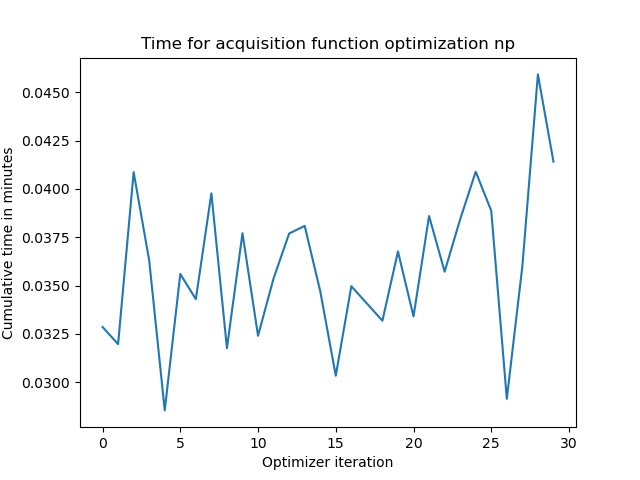 Time for acquisition function optimization np
Cumulative time in minutes
0.0450
0.0425
0.0400
0.0375
0.0350
0.0325
0.0300
0 5 10 15 20 25 30
Optimizer iteration